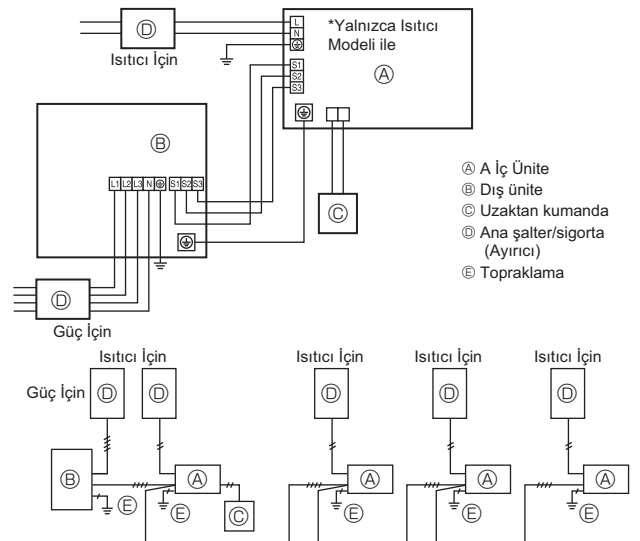 Ⓓ
Isıtıcı İçin
L
N
*Yalnızca Isıtıcı
Modeli ile
Ⓐ
S1
S2
S3
Ⓑ
L1 L2 L3 N S1 S2 S3
Ⓒ
Ⓓ
Güç İçin
Ⓐ A İç Ünite
Ⓑ Dış ünite
Ⓒ Uzaktan kumanda
Ⓓ Ana şalter/sigorta
(Ayırıcı)
Ⓔ Topraklama
Isıtıcı İçin Isıtıcı İçin Isıtıcı İçin Isıtıcı İçin
Güç İçin Ⓓ Ⓓ Ⓓ Ⓓ Ⓓ
Ⓑ Ⓐ Ⓐ Ⓐ Ⓐ
Ⓔ Ⓔ Ⓒ Ⓔ Ⓔ Ⓔ